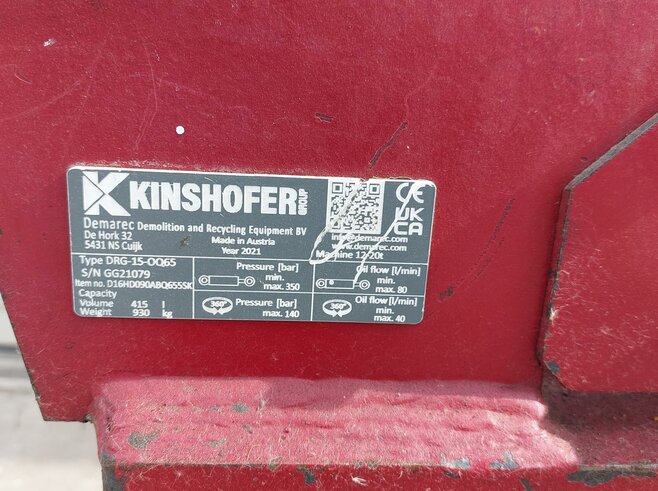 KINSHOFER GROUP
Demarec Demolition and Recycling Equipment BV
De Hork 32
5431 NS Cuijk
Made in Austria
Year 2021
info@demarec.com
www.demarec.com
Machine 12-20t
CE
UK
CA
Type DRG-15-OQ65
S/N GG21079
Item no. D16HD090ABQ655SK
Capacity
Volume 415 l
Weight 930 kg
Pressure [bar]
min.
max. 350
Oil flow [l/min]
min.
max. 80
360°
Pressure [bar]
max. 140
360°
Oil flow [l/min]
max. 40